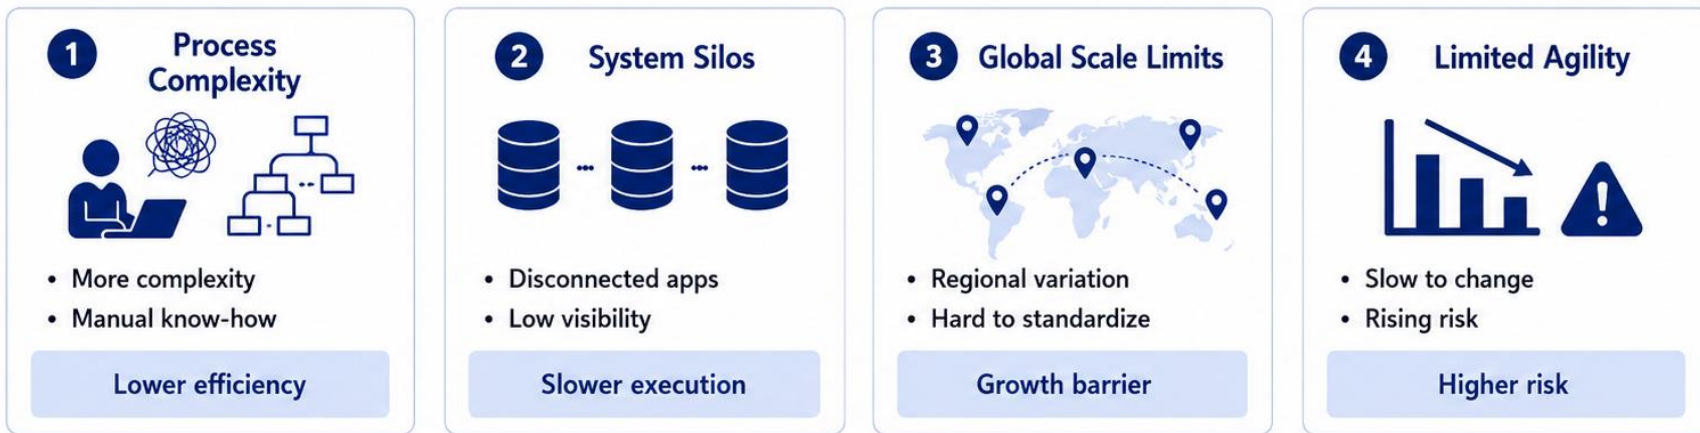 1
Process
Complexity
• More complexity
• Manual know-how
Lower efficiency
2
System Silos
• Disconnected apps
• Low visibility
Slower execution
3
Global Scale Limits
• Regional variation
• Hard to standardize
Growth barrier
4
Limited Agility
!
• Slow to change
• Rising risk
Higher risk